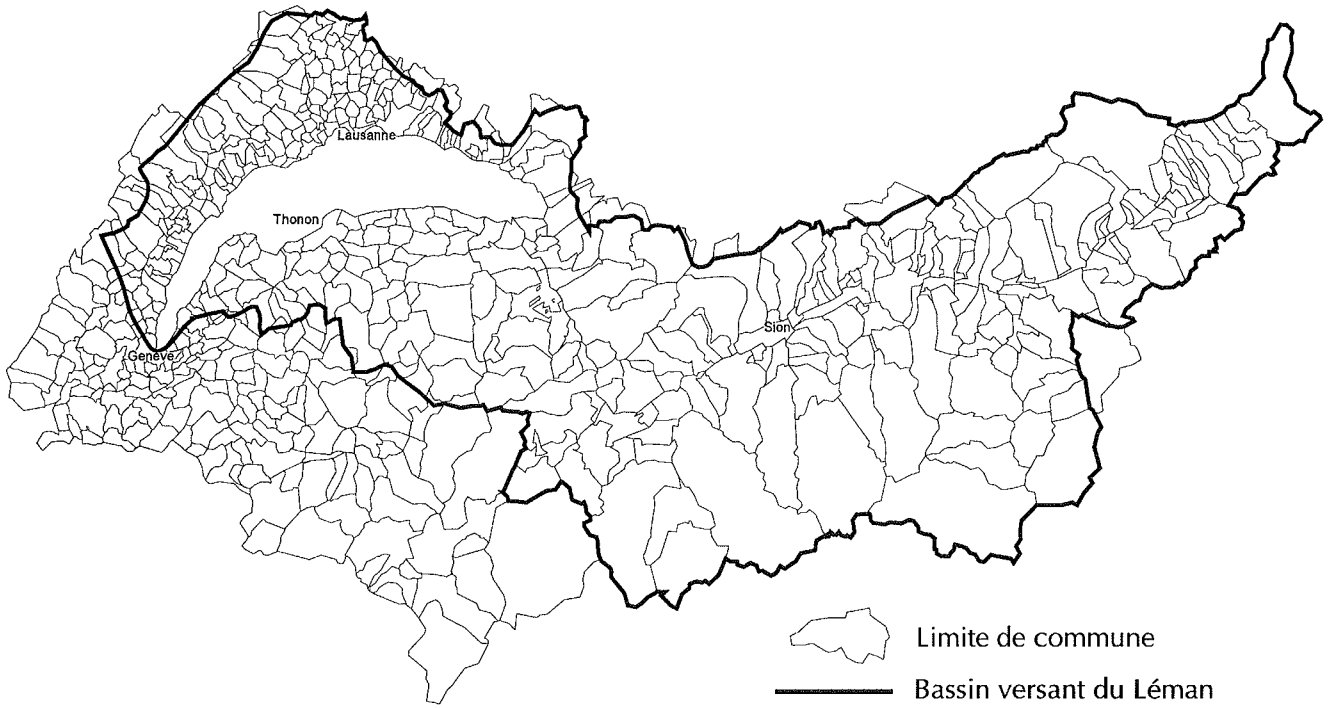 Lausanne
Thonon
Sion
Genève
Limite de commune
Bassin versant du Léman